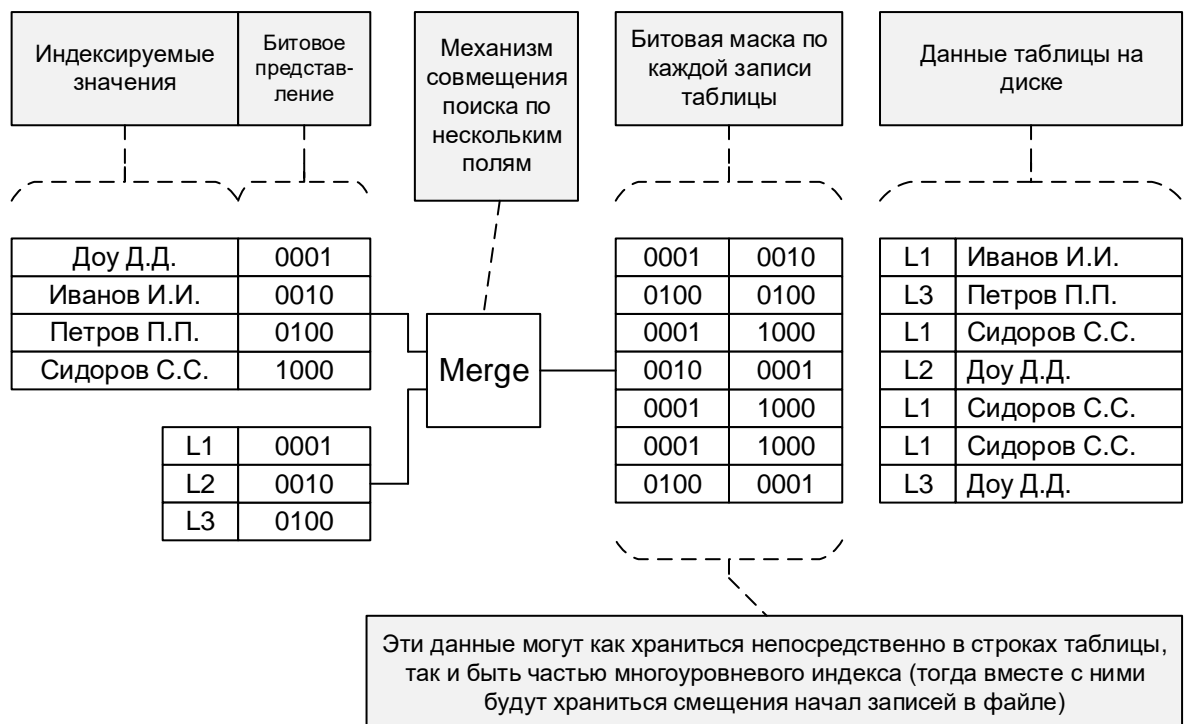 Индексируемые
значения
Битовое
представ-
ление
Механизм
совмещения
поиска по
нескольким
полям
Битовая маска по
каждой записи
таблицы
Данные таблицы на
диске
Доу Д.Д. 0001
Иванов И.И. 0010
Петров П.П. 0100
Сидоров С.С. 1000
L1 0001
L2 0010
L3 0100
Merge
0001 0010
0100 0100
0001 1000
0010 0001
0001 1000
0001 1000
0100 0001
L1 Иванов И.И.
L3 Петров П.П.
L1 Сидоров С.С.
L2 Доу Д.Д.
L1 Сидоров С.С.
L1 Сидоров С.С.
L3 Доу Д.Д.
Эти данные могут как храниться непосредственно в строках таблицы,
так и быть частью многоуровневого индекса (тогда вместе с ними
будут храниться смещения начал записей в файле)